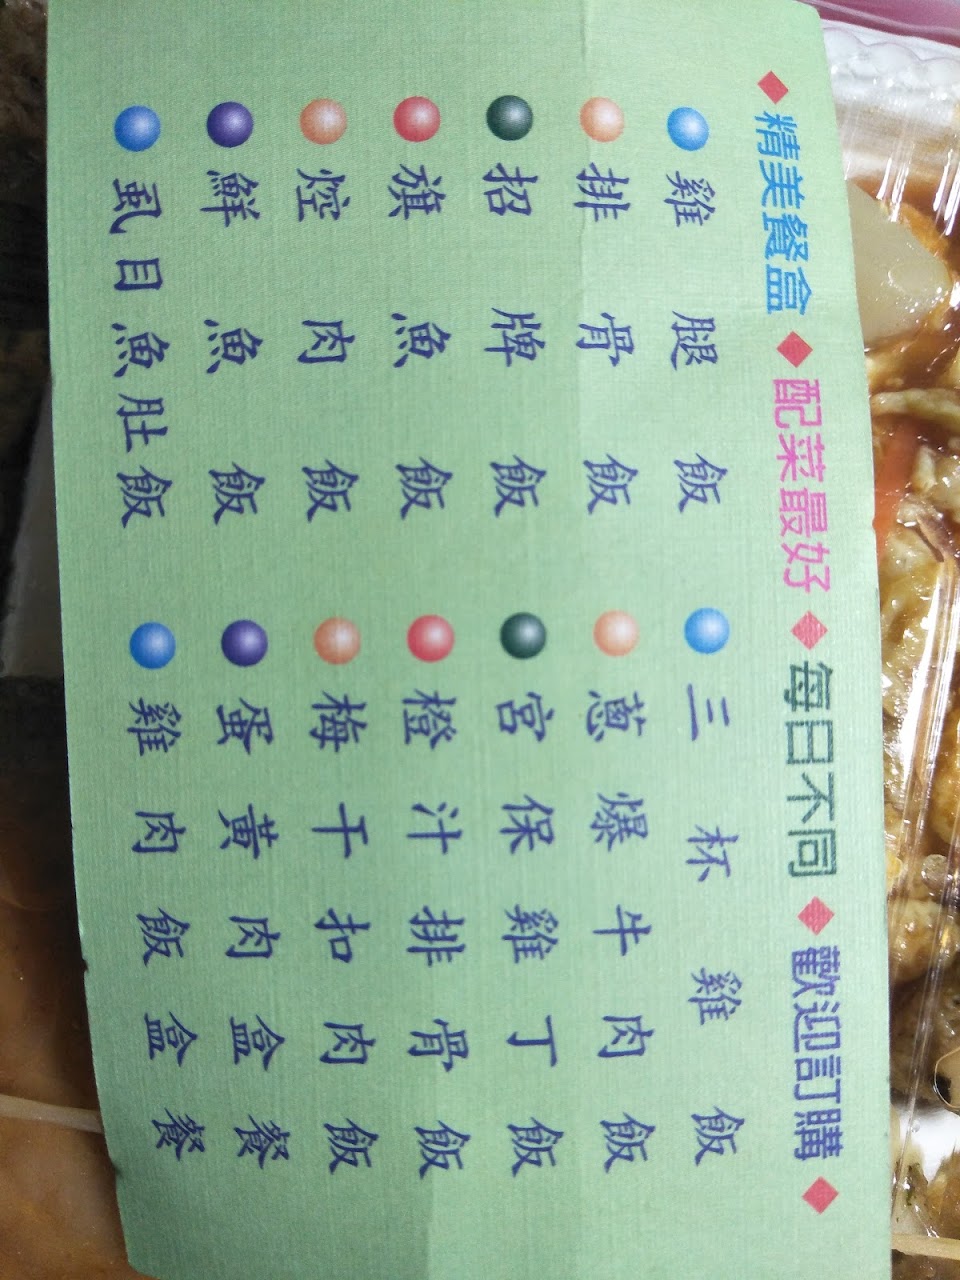 ◆精美餐盒◆配菜最好◆每日不同◆歡迎訂購◆
雞腿飯 三杯雞飯
排骨飯 蔥爆牛肉飯
招牌飯 宮保雞丁飯
旗魚飯 橙汁排骨飯
焢肉飯 梅干扣肉飯
鮮魚飯 蛋黃肉盒餐
虱目魚肚飯 雞肉飯盒餐